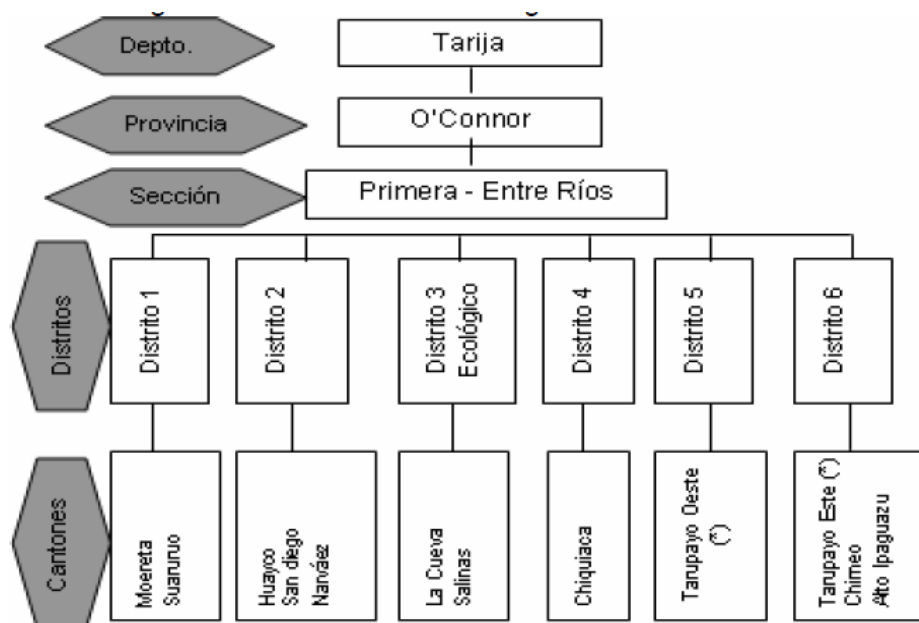 Depto.
Tarija
Provincia
O'Connor
Sección
Primera - Entre Ríos
Distritos
Distrito 1
Distrito 2
Distrito 3
Ecológico
Distrito 4
Distrito 5
Distrito 6
Cantones
Moereta
Suaruruo
Huayco
San diego
Narváez
La Cueva
Salinas
Chiquiaca
Tarupayo Oeste
(*)
Tarupayo Este (*)
Chimeo
Alto Ipaguazu